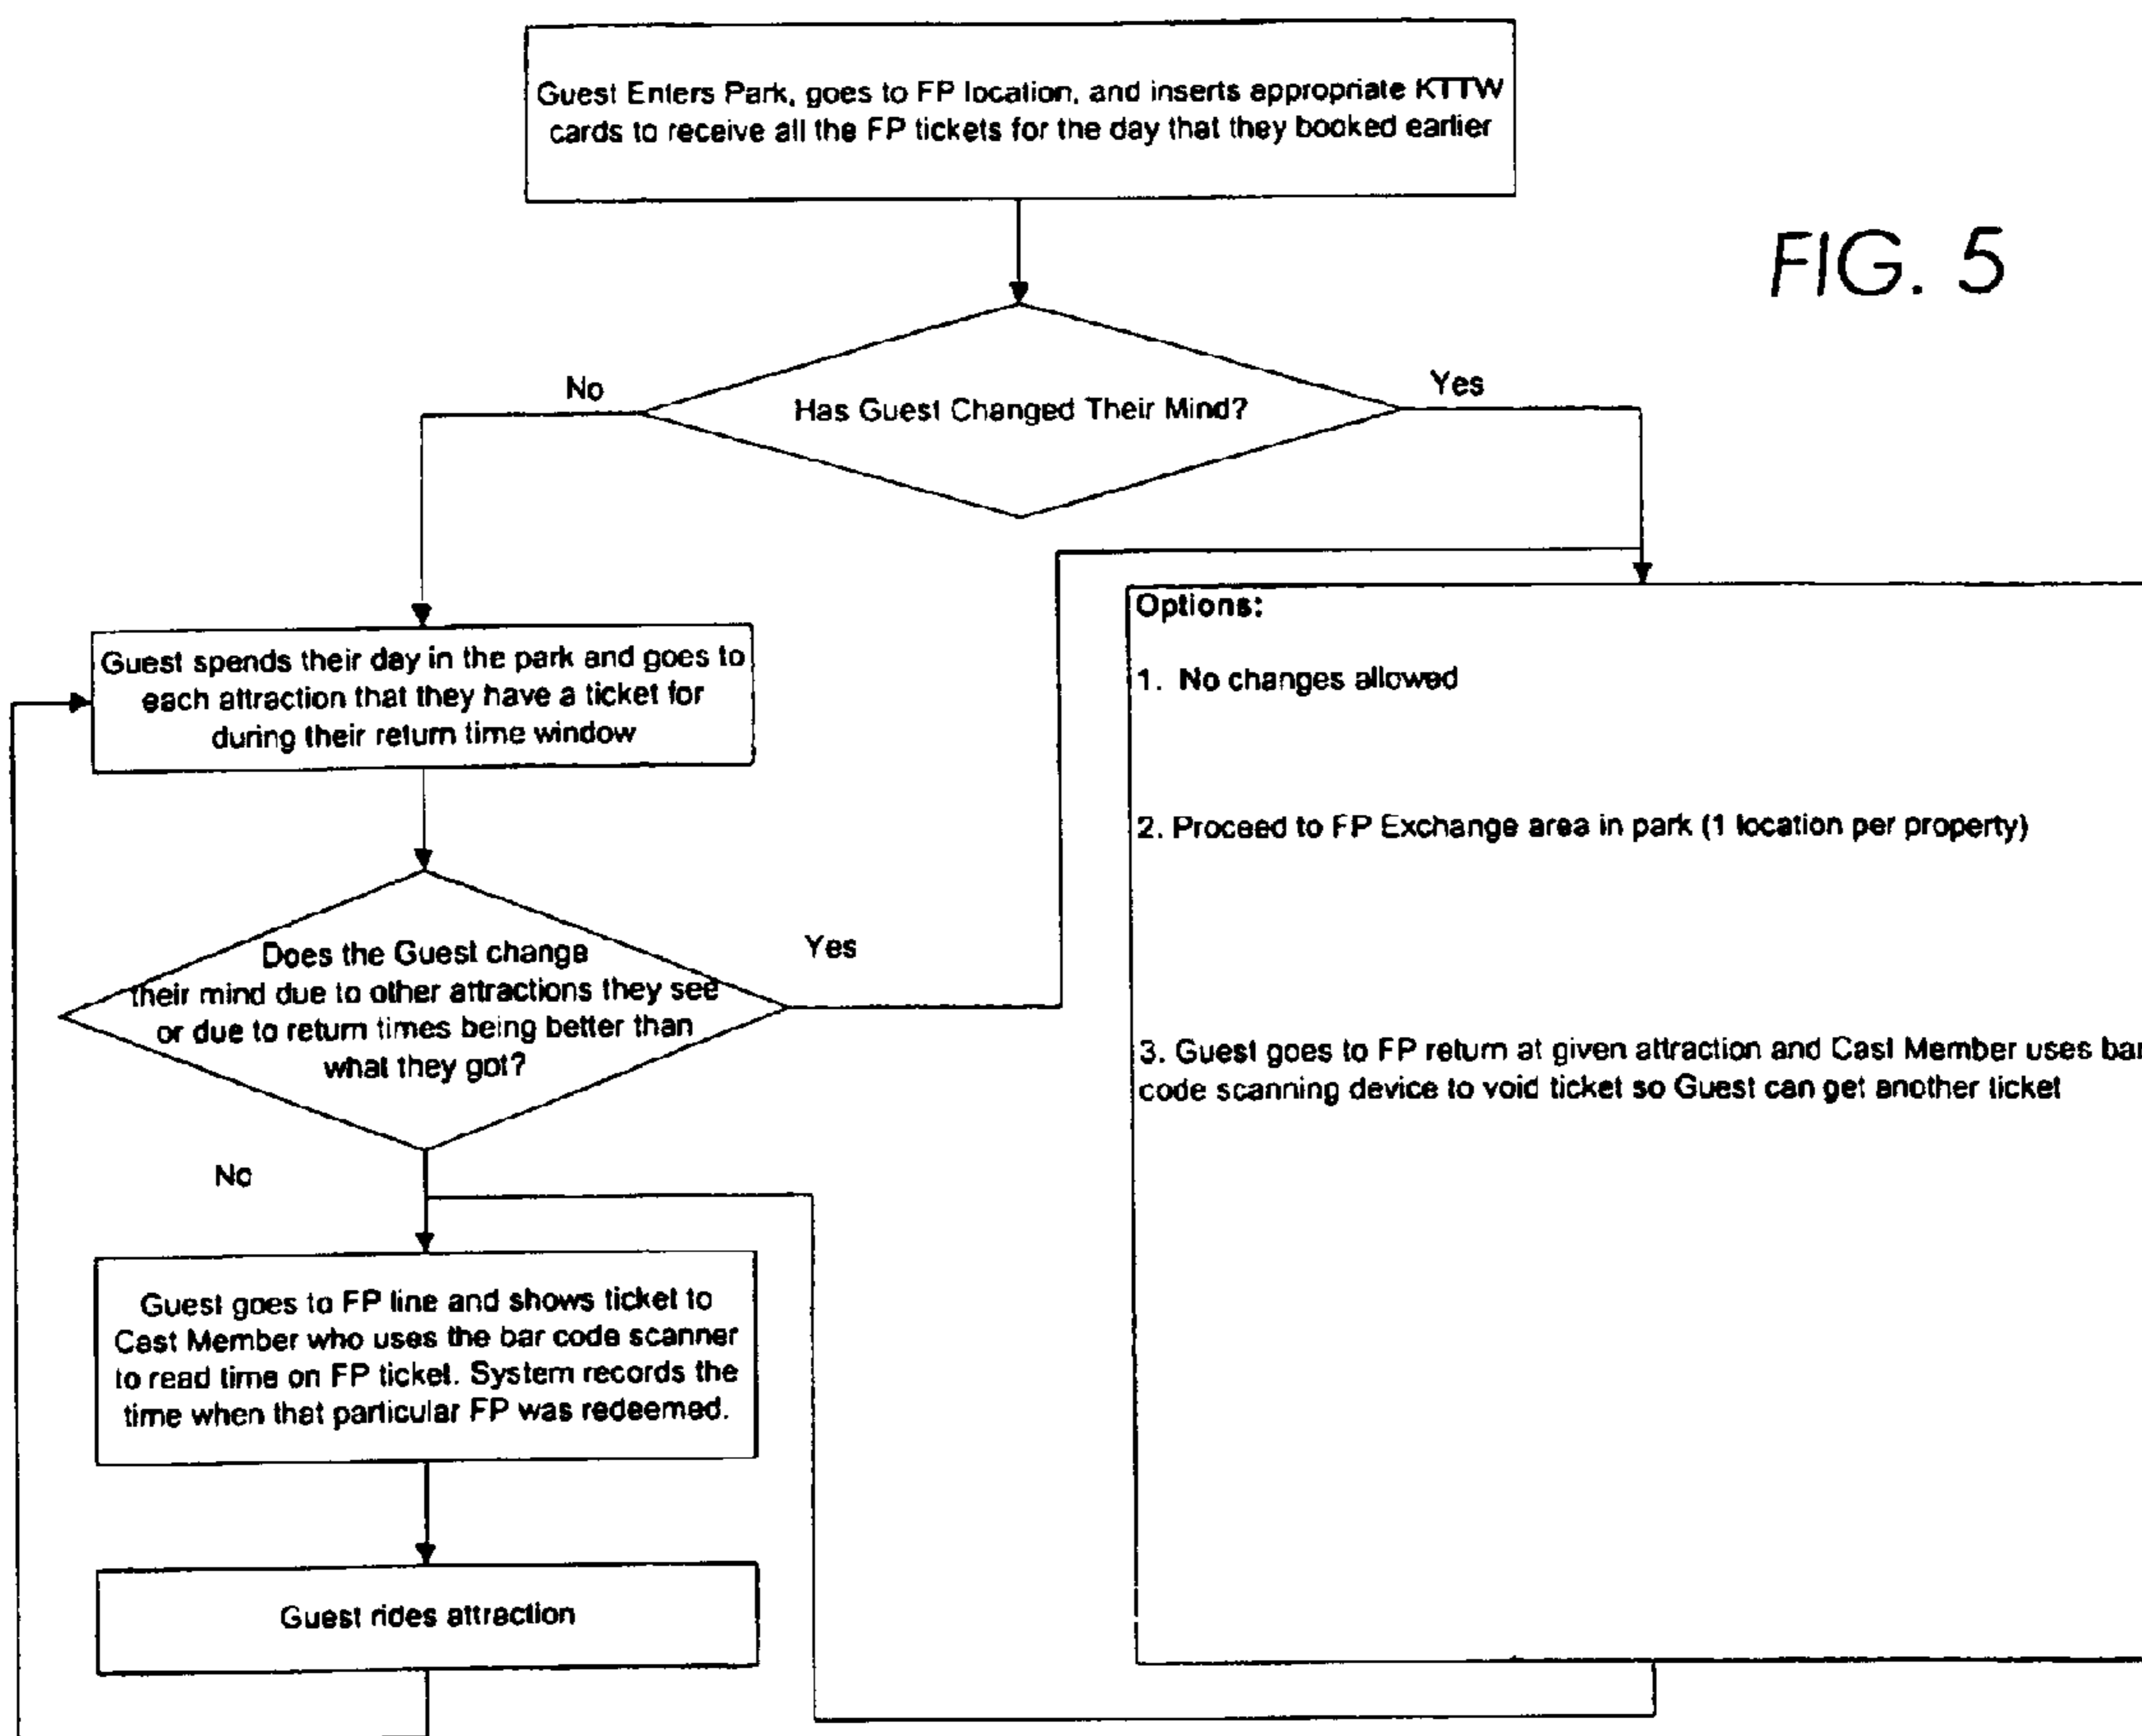 Guest Enters Park, goes to FP location, and inserts appropriate KTTW
cards to receive all the FP tickets for the day that they booked earlier
FIG. 5
No
Has Guest Changed Their Mind?
Yes
Guest spends their day in the park and goes to
each attraction that they have a ticket for
during their return time window
Does the Guest change
their mind due to other attractions they see
or due to return times being better than
what they got?
Yes
No
Guest goes to FP line and shows ticket to
Cast Member who uses the bar code scanner
to read time on FP ticket. System records the
time when that particular FP was redeemed.
Guest rides attraction
Options:
1. No changes allowed
2. Proceed to FP Exchange area in park (1 location per property)
3. Guest goes to FP return at given attraction and Cast Member uses bar
code scanning device to void ticket so Guest can get another ticket